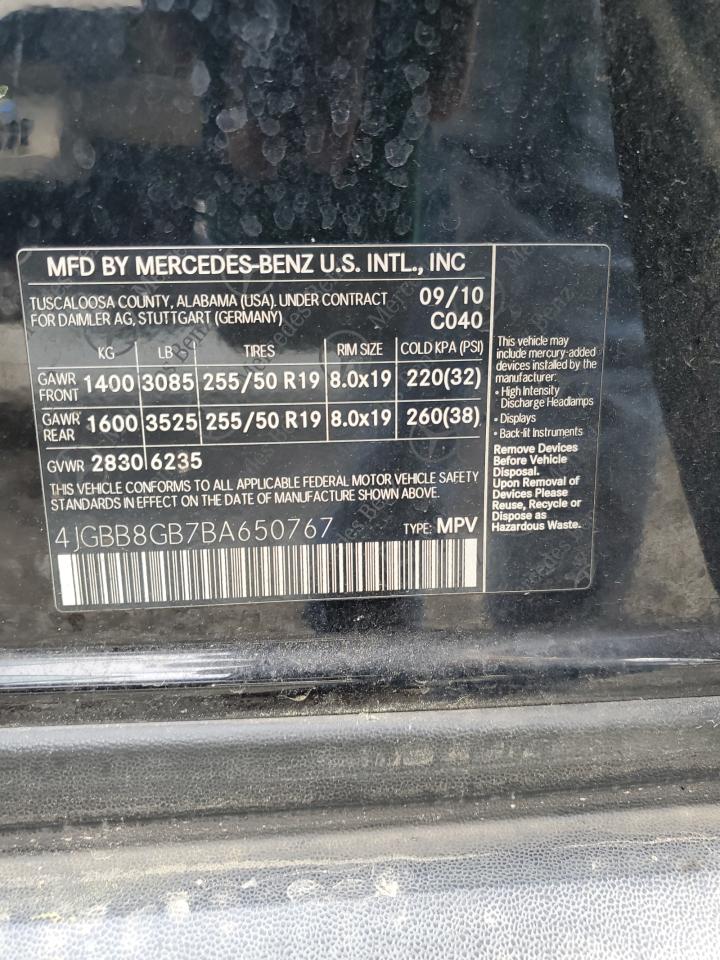 MFD BY MERCEDES-BENZ U.S. INTL., INC
TUSCALOOSA COUNTY, ALABAMA (USA). UNDER CONTRACT 09/10
FOR DAIMLER AG, STUTTGART (GERMANY) C040
KG LB TIRES RIM SIZE COLD KPA (PSI)
GAWR FRONT 1400 3085 255/50 R19 8.0x19 220(32)
GAWR REAR 1600 3525 255/50 R19 8.0x19 260(38)
GVWR 2830 6235
THIS VEHICLE CONFORMS TO ALL APPLICABLE FEDERAL MOTOR VEHICLE SAFETY
STANDARDS IN EFFECT ON THE DATE OF MANUFACTURE SHOWN ABOVE.
4JGBB8GB7BA650767 TYPE: MPV
This vehicle may
include mercury-added
devices installed by the
manufacturer:
• High Intensity
Discharge Headlamps
• Displays
• Back-lit Instruments
Remove Devices
Before Vehicle
Disposal.
Upon Removal of
Devices Please
Reuse, Recycle or
Dispose as
Hazardous Waste.